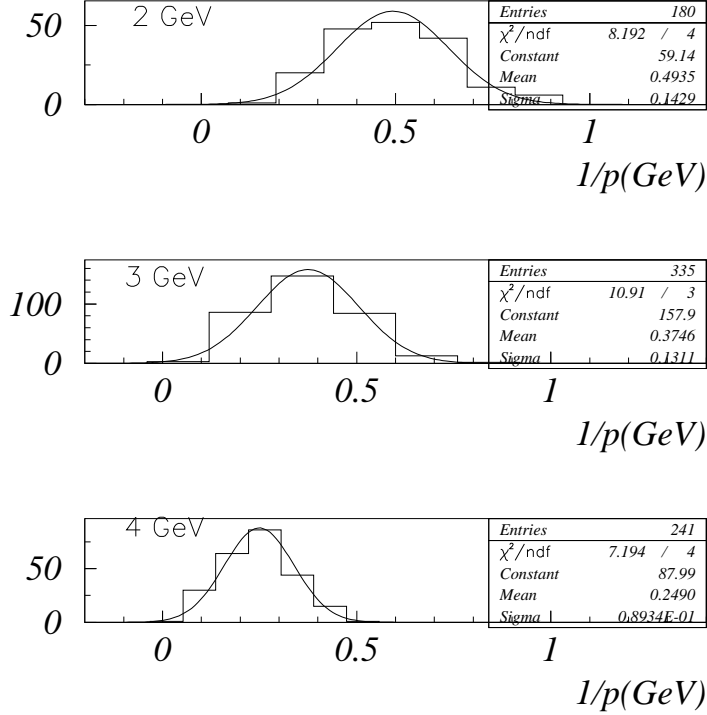 2 GeV
Entries 180
χ²/ndf 8.192 / 4
Constant 59.14
Mean 0.4935
Sigma 0.1429
50
0
0 0.5 1
1/p(GeV)
3 GeV
Entries 335
χ²/ndf 10.91 / 3
Constant 157.9
Mean 0.3746
Sigma 0.1311
100
0
0 0.5 1
1/p(GeV)
4 GeV
Entries 241
χ²/ndf 7.194 / 4
Constant 87.99
Mean 0.2490
Sigma 0.8934E-01
50
0
0 0.5 1
1/p(GeV)